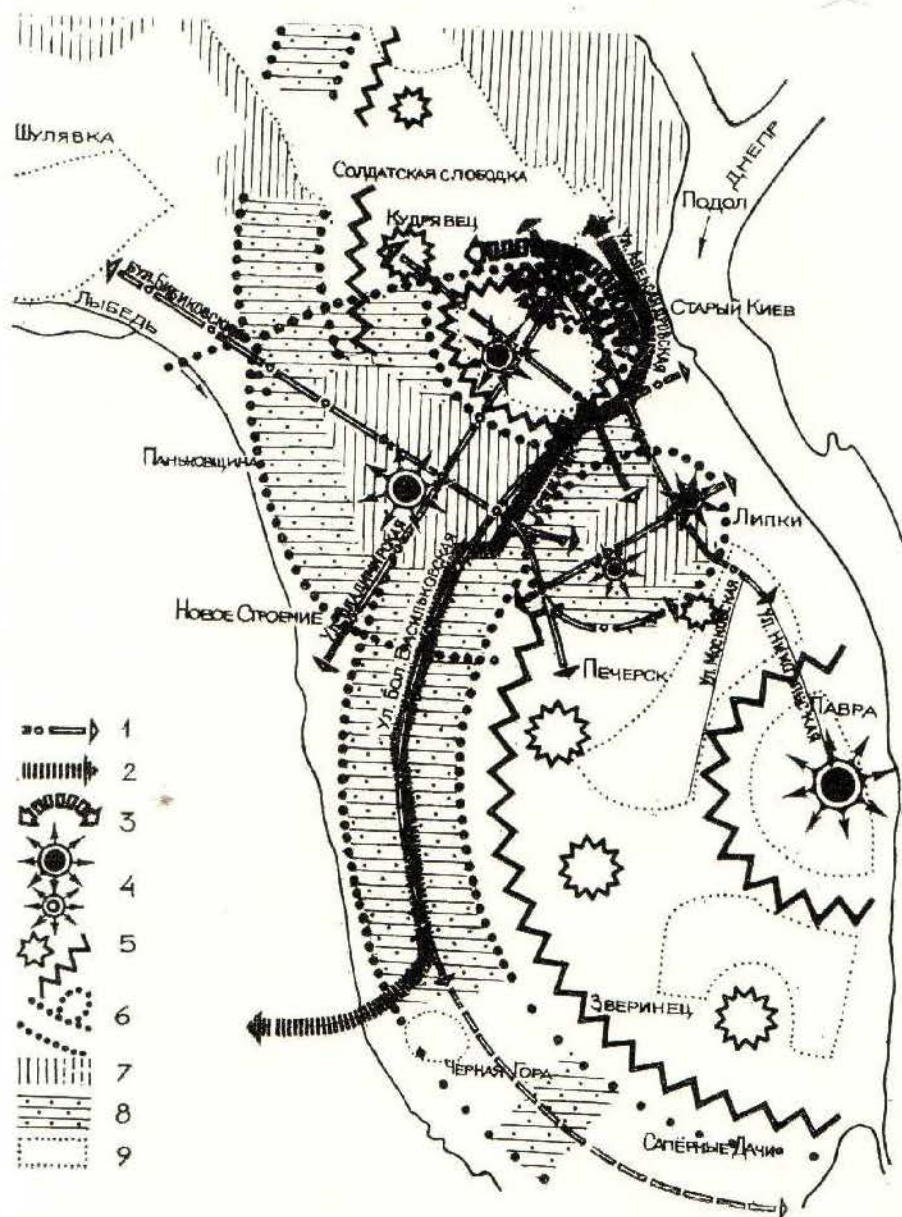 Шулявка
Солдатская слободка
Кудрявец
Днепр
Подол
ул. Александровская
Старый Киев
бул. Бибиковский
Лыбедь
Паньковщина
Липки
Новое Строение
ул. Владимирская
ул. Бол. Васильковская
Печерск
ул. Московская
ул. Никольская
Лавра
Зверинец
Черная Гора
Сапёрные Дачи
1
2
3
4
5
6
7
8
9